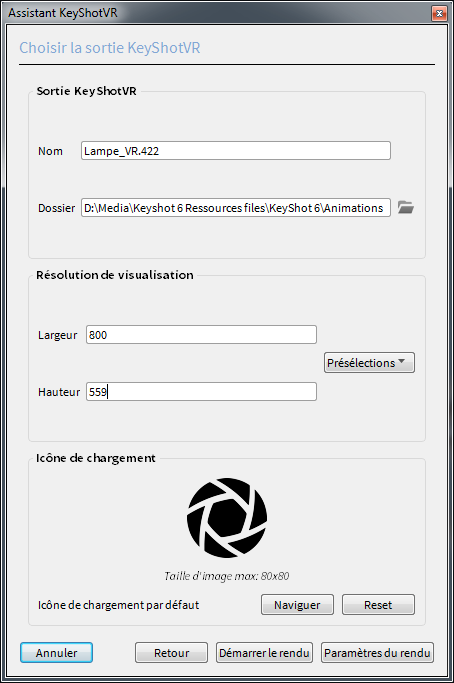 Assistant KeyShotVR
Choisir la sortie KeyShotVR
Sortie KeyShotVR
Nom Lampe_VR.422
Dossier D:\Media\Keyshot 6 Ressources files\KeyShot 6\Animations
Résolution de visualisation
Largeur 800
Présélections
Hauteur 559
Icône de chargement
Taille d'image max: 80x80
Icône de chargement par défaut Naviguer Reset
Annuler Retour Démarrer le rendu Paramètres du rendu